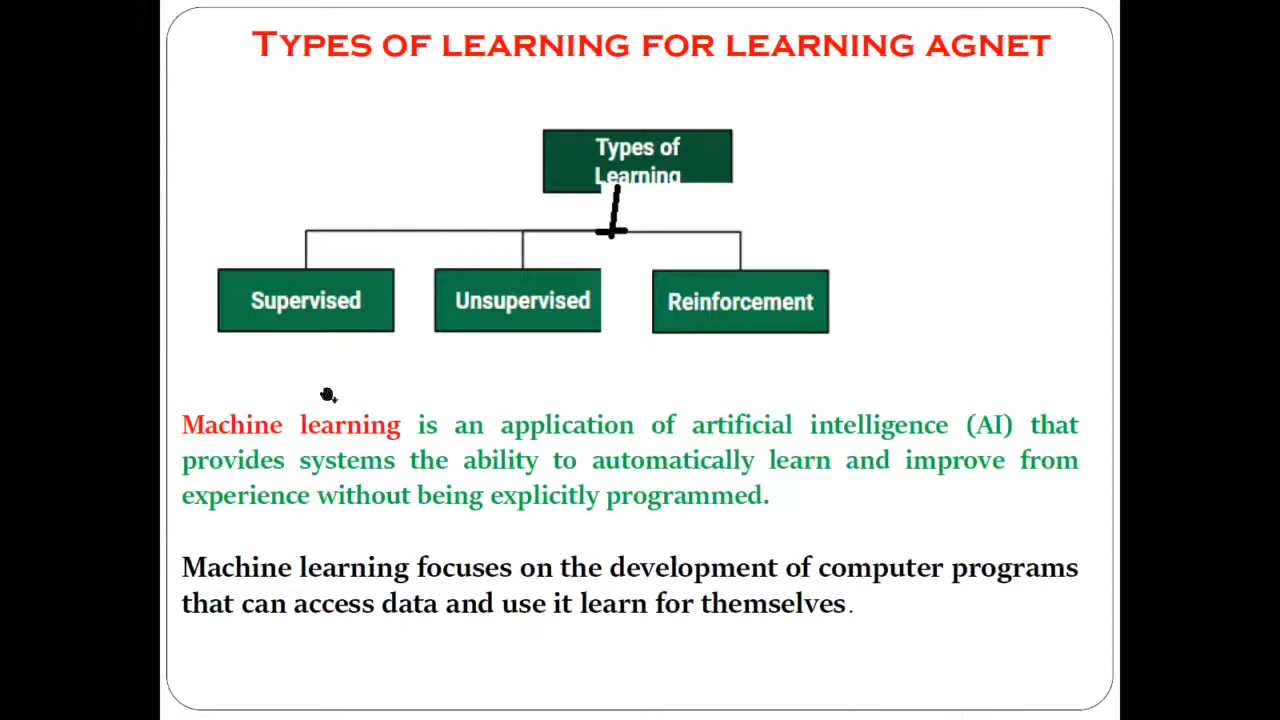 TYPES OF LEARNING FOR LEARNING AGNET
Types of
Learning
Supervised
Unsupervised
Reinforcement
Machine learning is an application of artificial intelligence (AI) that
provides systems the ability to automatically learn and improve from
experience without being explicitly programmed.
Machine learning focuses on the development of computer programs
that can access data and use it learn for themselves.